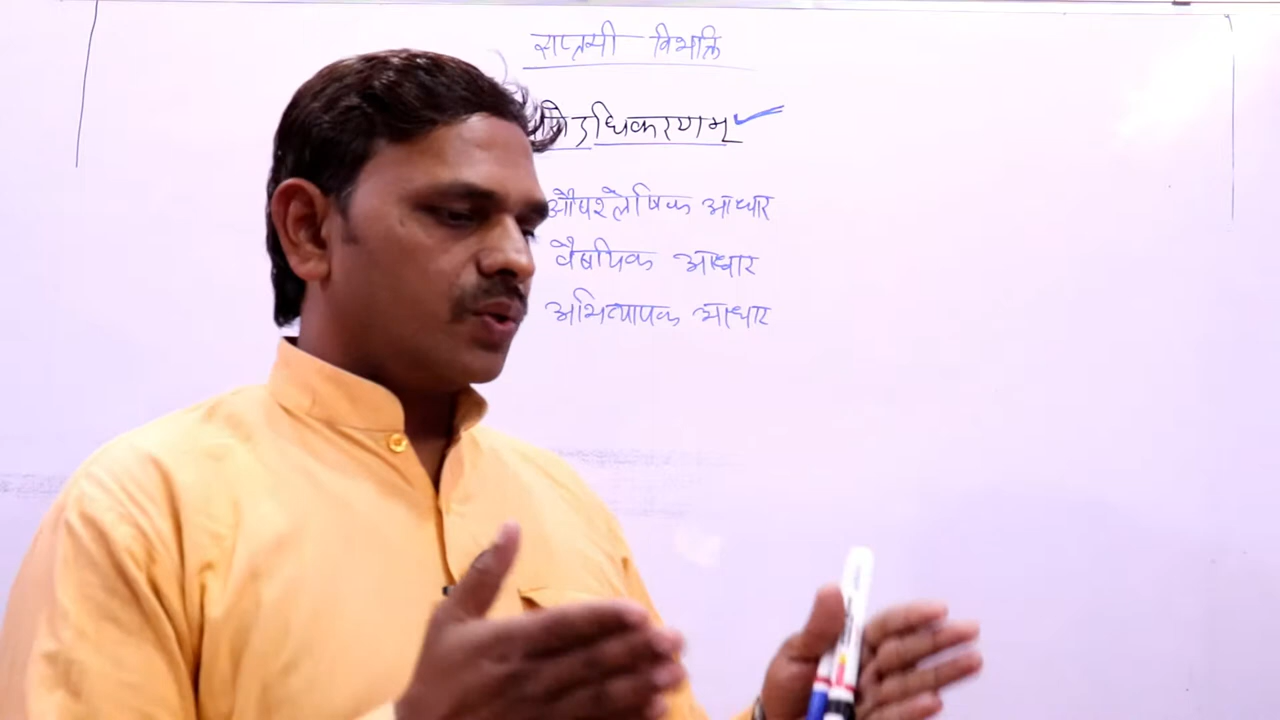 सप्तमी विभक्ति
ऽधिकरणम्
औपश्लेषिक आधार
वैषयिक आधार
अभिव्यापक आधार